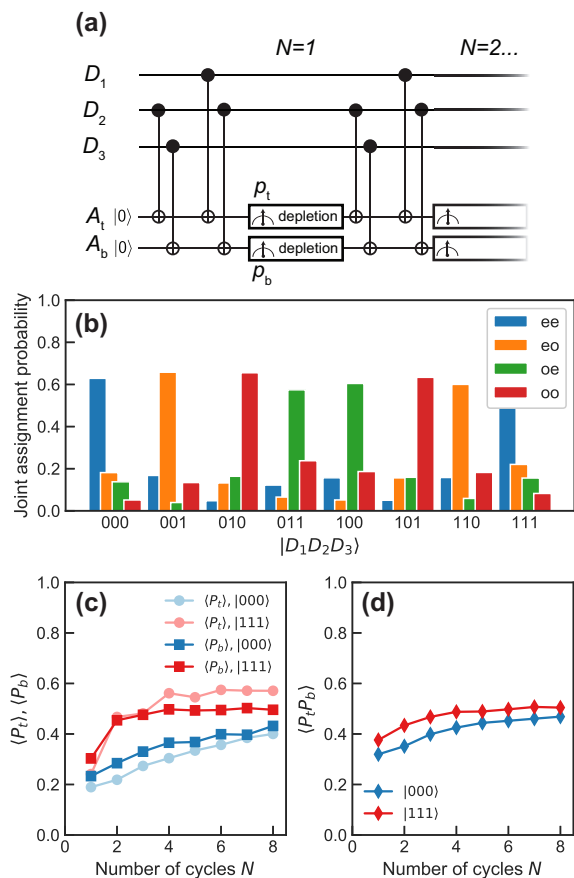 (a)
N=1 N=2...
D1
D2
D3
pt
At |0⟩ depletion
Ab |0⟩ depletion
pb
(b)
Joint assignment probability
1.0
0.8
0.6
0.4
0.2
0.0
ee
eo
oe
oo
000 001 010 011 100 101 110 111
|D1D2D3⟩
(c)
⟨Pt⟩, ⟨Pb⟩
1.0
0.8
0.6
0.4
0.2
0.0
⟨Pt⟩, |000⟩
⟨Pt⟩, |111⟩
⟨Pb⟩, |000⟩
⟨Pb⟩, |111⟩
0 2 4 6 8
Number of cycles N
(d)
⟨PtPb⟩
1.0
0.8
0.6
0.4
0.2
0.0
|000⟩
|111⟩
0 2 4 6 8
Number of cycles N